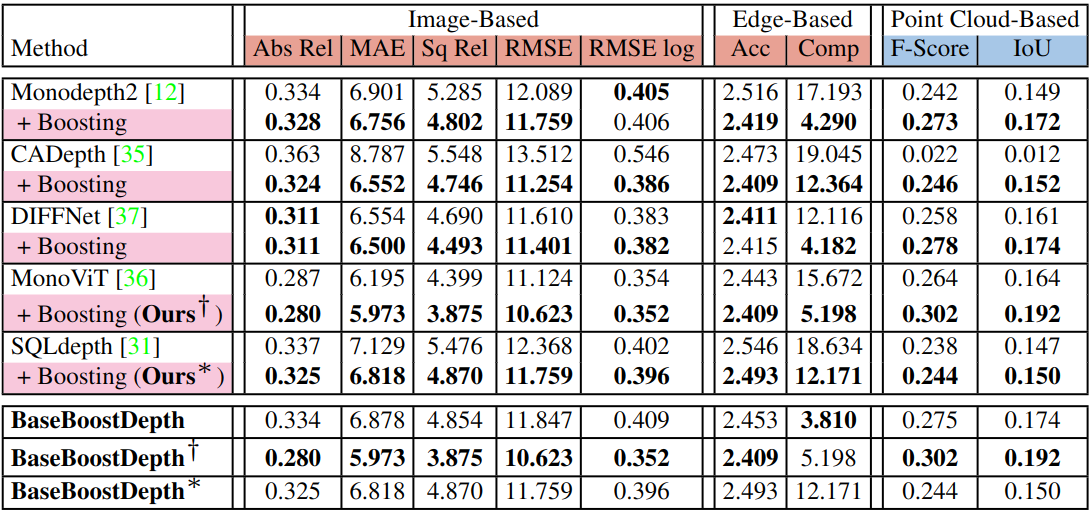 Image-Based Edge-Based Point Cloud-Based
Method Abs Rel MAE Sq Rel RMSE RMSE log Acc Comp F-Score IoU
Monodepth2 [12] 0.334 6.901 5.285 12.089 0.405 2.516 17.193 0.242 0.149
+ Boosting 0.328 6.756 4.802 11.759 0.406 2.419 4.290 0.273 0.172
CADepth [35] 0.363 8.787 5.548 13.512 0.546 2.473 19.045 0.022 0.012
+ Boosting 0.324 6.552 4.746 11.254 0.386 2.409 12.364 0.246 0.152
DIFFNet [37] 0.311 6.554 4.690 11.610 0.383 2.411 12.116 0.258 0.161
+ Boosting 0.311 6.500 4.493 11.401 0.382 2.415 4.182 0.278 0.174
MonoViT [36] 0.287 6.195 4.399 11.124 0.354 2.443 15.672 0.264 0.164
+ Boosting (Ours†) 0.280 5.973 3.875 10.623 0.352 2.409 5.198 0.302 0.192
SQLdepth [31] 0.337 7.129 5.476 12.368 0.402 2.546 18.634 0.238 0.147
+ Boosting (Ours*) 0.325 6.818 4.870 11.759 0.396 2.493 12.171 0.244 0.150
BaseBoostDepth 0.334 6.878 4.854 11.847 0.409 2.453 3.810 0.275 0.174
BaseBoostDepth† 0.280 5.973 3.875 10.623 0.352 2.409 5.198 0.302 0.192
BaseBoostDepth* 0.325 6.818 4.870 11.759 0.396 2.493 12.171 0.244 0.150